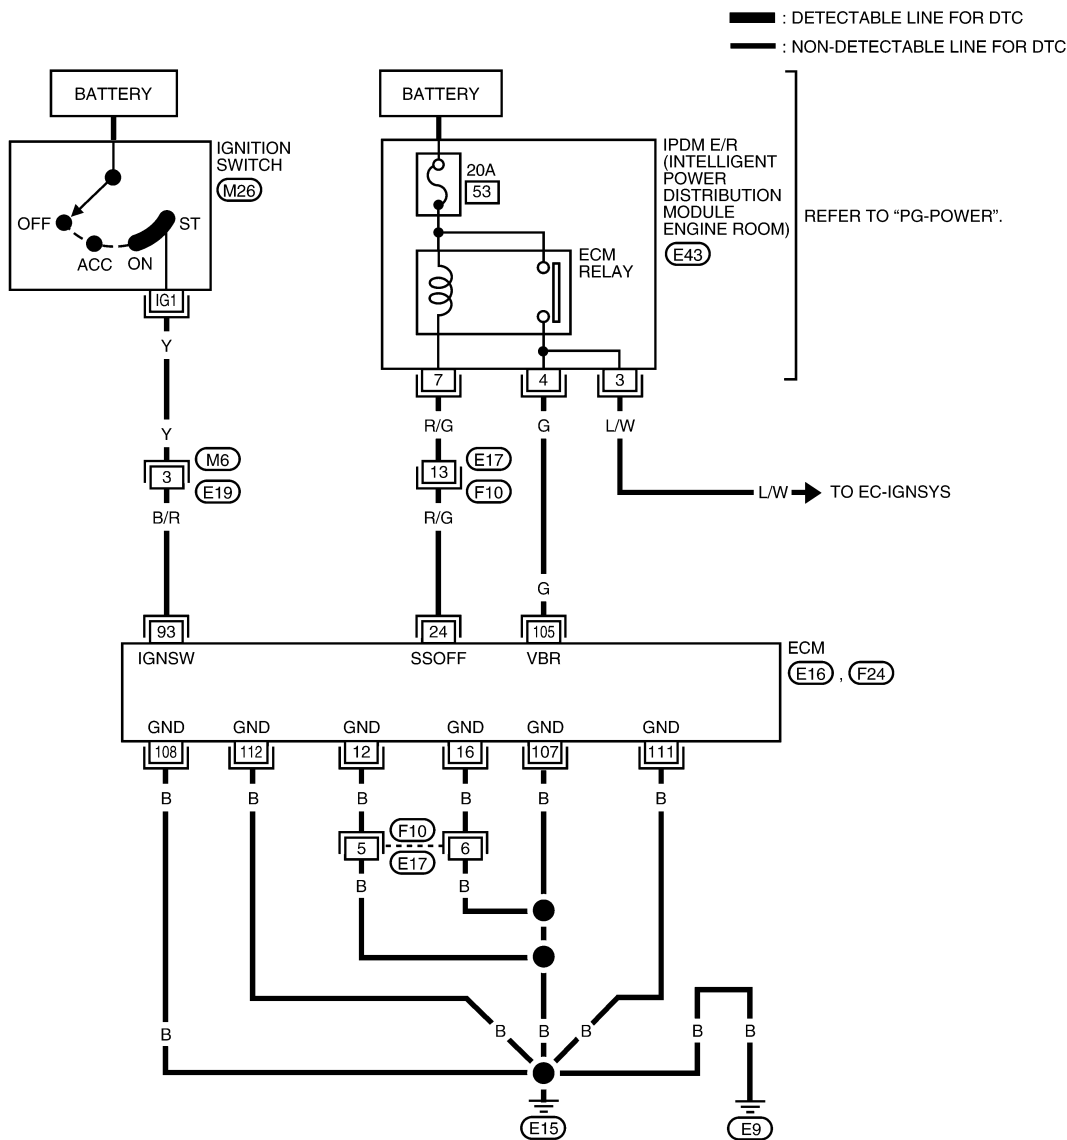 : DETECTABLE LINE FOR DTC
: NON-DETECTABLE LINE FOR DTC
BATTERY
BATTERY
IGNITION
SWITCH
M26
OFF
ST
ACC
ON
IG1
20A
53
ECM
RELAY
IPDM E/R
(INTELLIGENT
POWER
DISTRIBUTION
MODULE
ENGINE ROOM)
E43
REFER TO “PG-POWER”.
7
4
3
Y
R/G
G
L/W
Y
M6
3
E19
B/R
E17
13
F10
R/G
L/W
TO EC-IGNSYS
G
93
24
105
IGNSW
SSOFF
VBR
ECM
E16 , F24
GND
GND
GND
GND
GND
GND
108
112
12
16
107
111
B
B
B
B
B
B
F10
5
6
E17
B
B
B
B
B
B
B
B
E15
E9